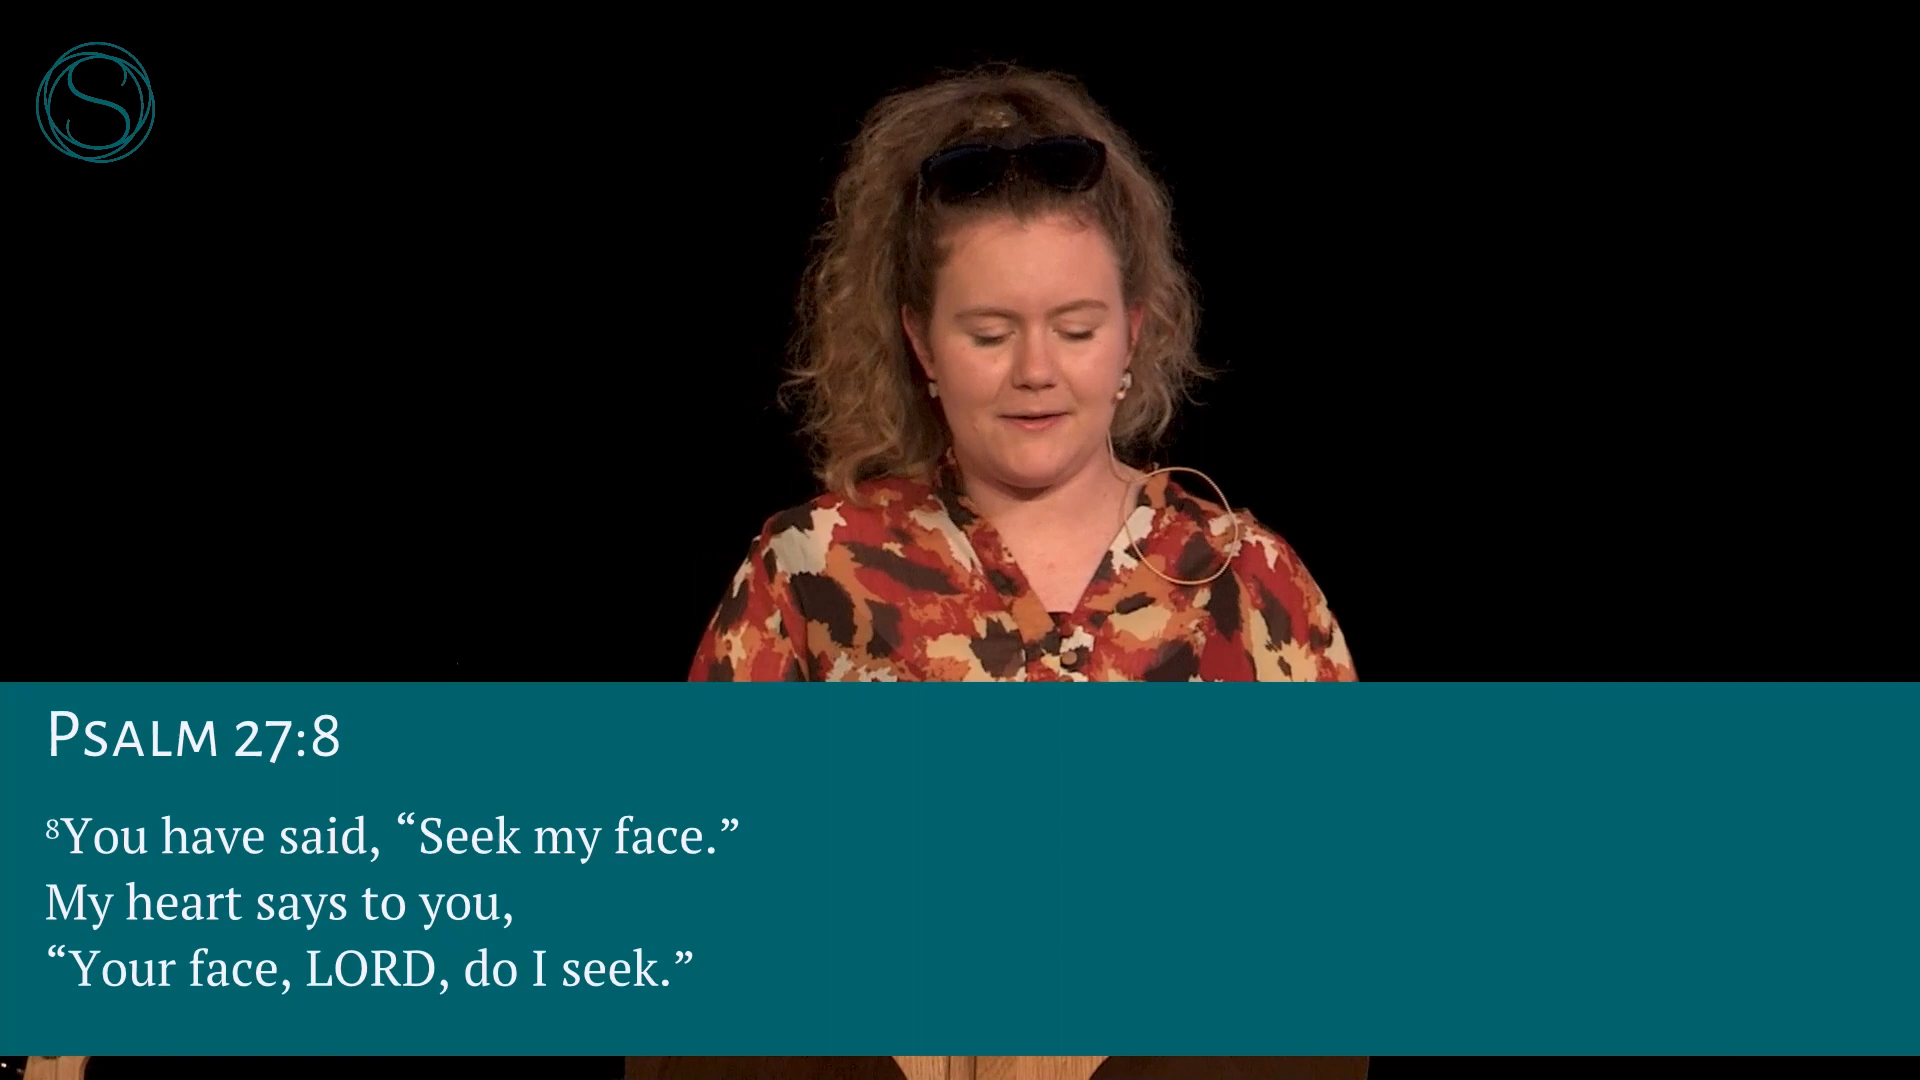 S
Psalm 27:8
⁸You have said, “Seek my face.”
My heart says to you,
“Your face, LORD, do I seek.”